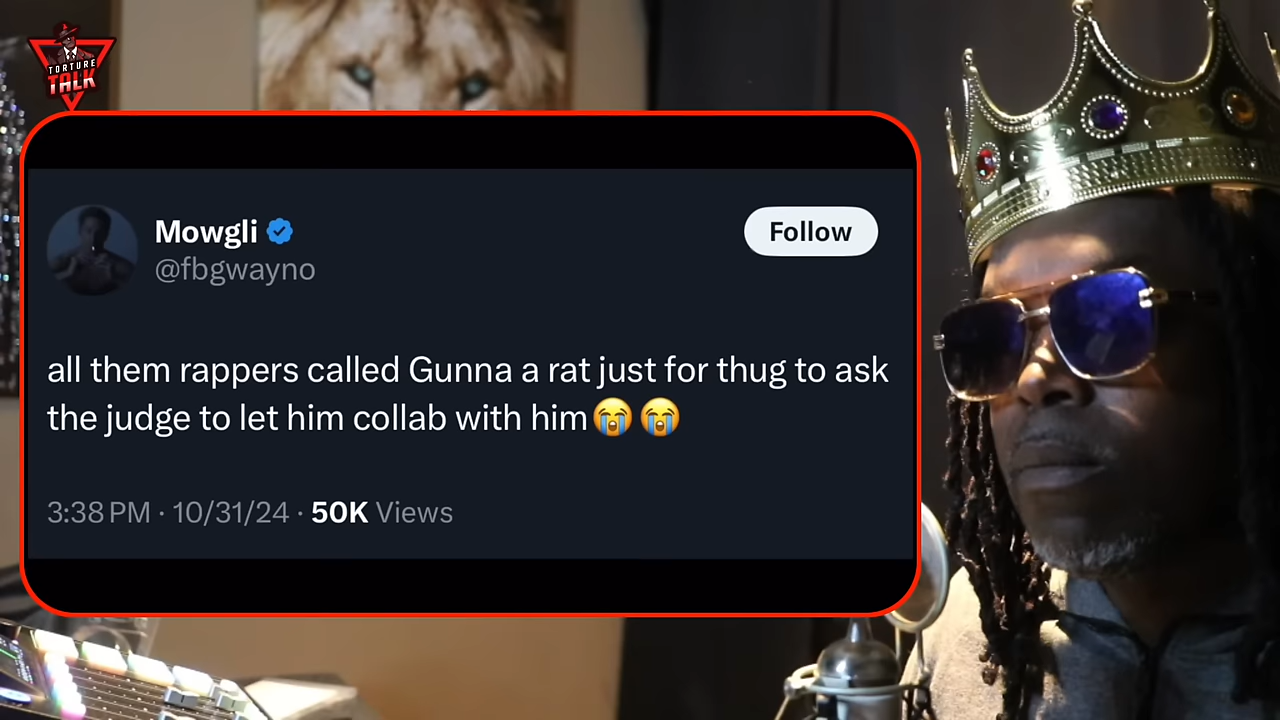 TORTURE
TALK
Mowgli
@fbgwayno
Follow
all them rappers called Gunna a rat just for thug to ask
the judge to let him collab with him😭 😭
3:38 PM · 10/31/24 · 50K Views